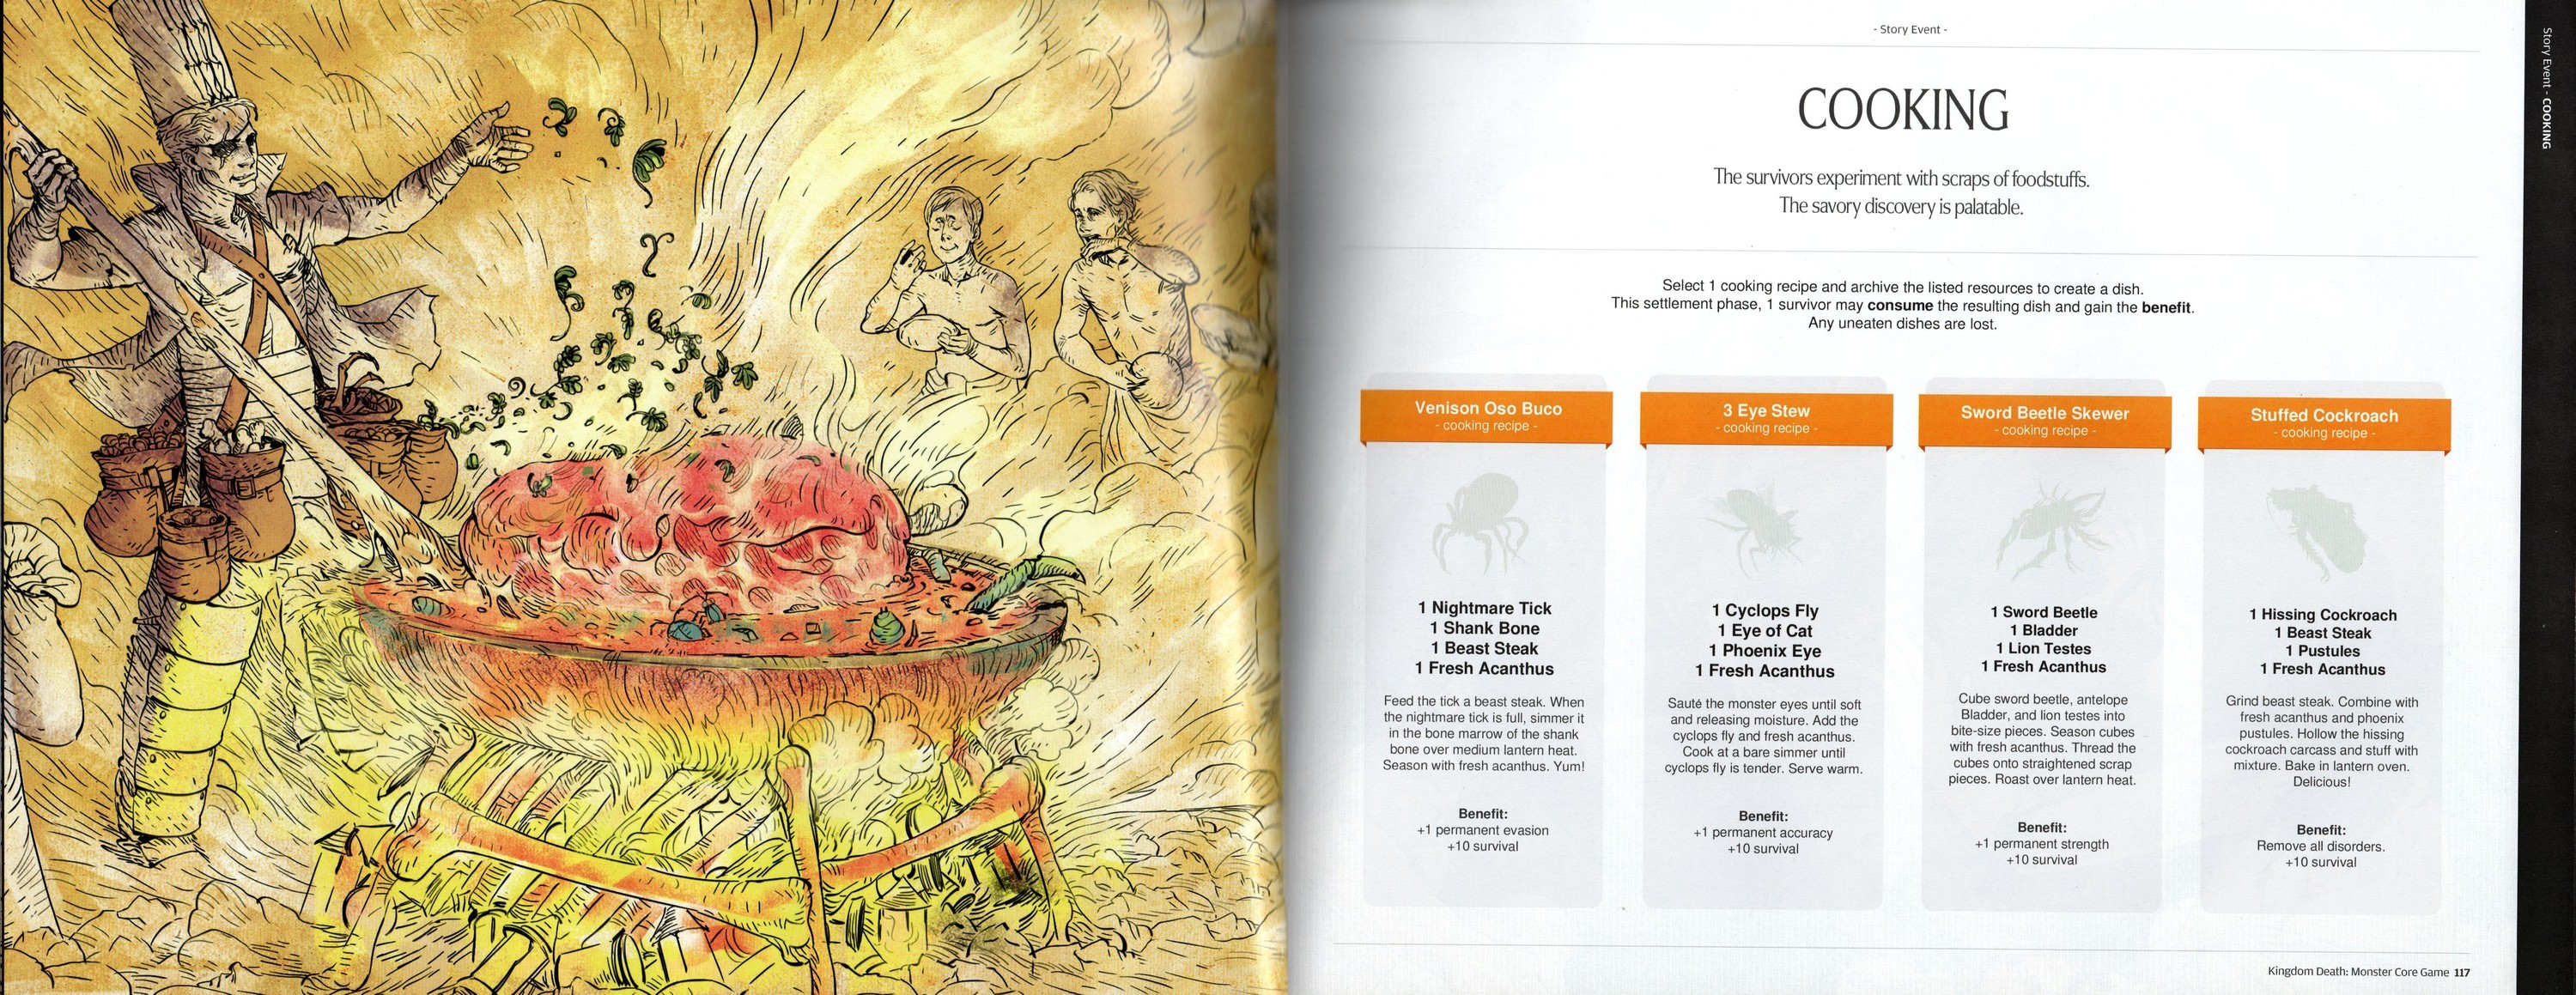 - Story Event -
COOKING
The survivors experiment with scraps of foodstuffs.
The savory discovery is palatable.
Select 1 cooking recipe and archive the listed resources to create a dish.
This settlement phase, 1 survivor may consume the resulting dish and gain the benefit.
Any uneaten dishes are lost.
Venison Oso Buco
- cooking recipe -
1 Nightmare Tick
1 Shank Bone
1 Beast Steak
1 Fresh Acanthus
Feed the tick a beast steak. When
the nightmare tick is full, simmer it
in the bone marrow of the shank
bone over medium lantern heat.
Season with fresh acanthus. Yum!
Benefit:
+1 permanent evasion
+10 survival
3 Eye Stew
- cooking recipe -
1 Cyclops Fly
1 Eye of Cat
1 Phoenix Eye
1 Fresh Acanthus
Sauté the monster eyes until soft
and releasing moisture. Add the
cyclops fly and fresh acanthus.
Cook at a bare simmer until
cyclops fly is tender. Serve warm.
Benefit:
+1 permanent accuracy
+10 survival
Sword Beetle Skewer
- cooking recipe -
1 Sword Beetle
1 Bladder
1 Lion Testes
1 Fresh Acanthus
Cube sword beetle, antelope
Bladder, and lion testes into
bite-size pieces. Season cubes
with fresh acanthus. Thread the
cubes onto straightened scrap
pieces. Roast over lantern heat.
Benefit:
+1 permanent strength
+10 survival
Stuffed Cockroach
- cooking recipe -
1 Hissing Cockroach
1 Beast Steak
1 Pustules
1 Fresh Acanthus
Grind beast steak. Combine with
fresh acanthus and phoenix
pustules. Hollow the hissing
cockroach carcass and stuff with
mixture. Bake in lantern oven.
Delicious!
Benefit:
Remove all disorders.
+10 survival
Kingdom Death: Monster Core Game 117
Story Event - COOKING